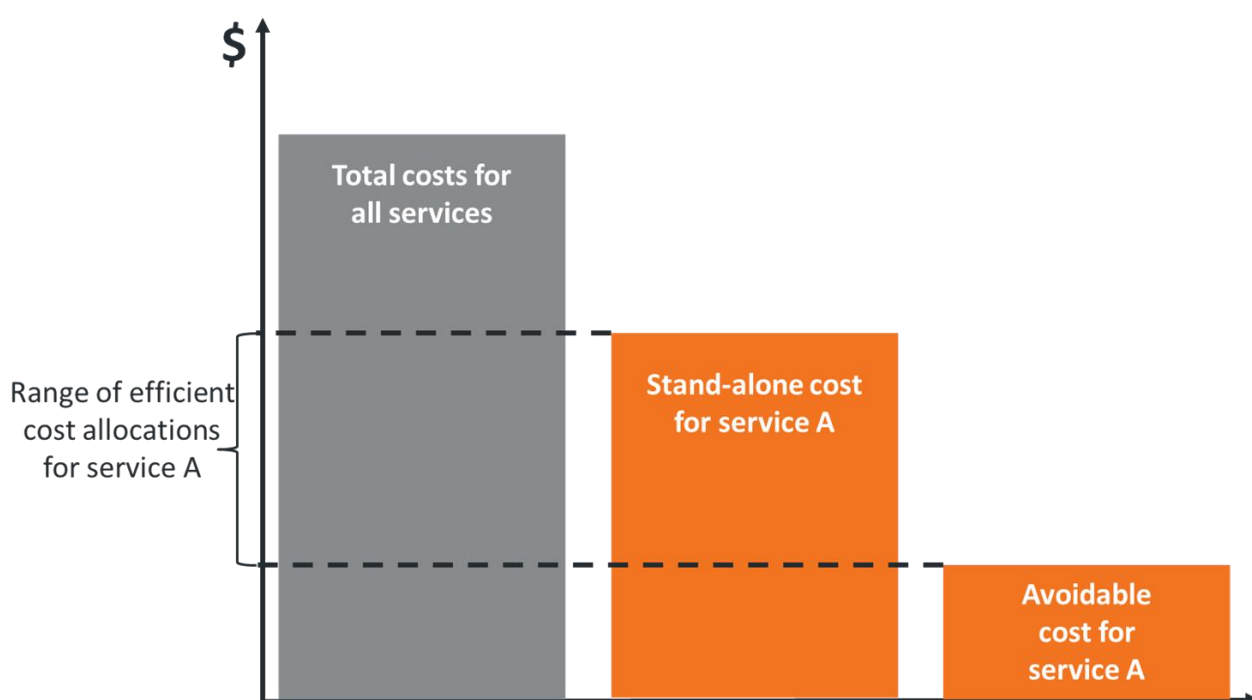 $
Total costs for
all services
Range of efficient
cost allocations
for service A
Stand-alone cost
for service A
Avoidable
cost for
service A